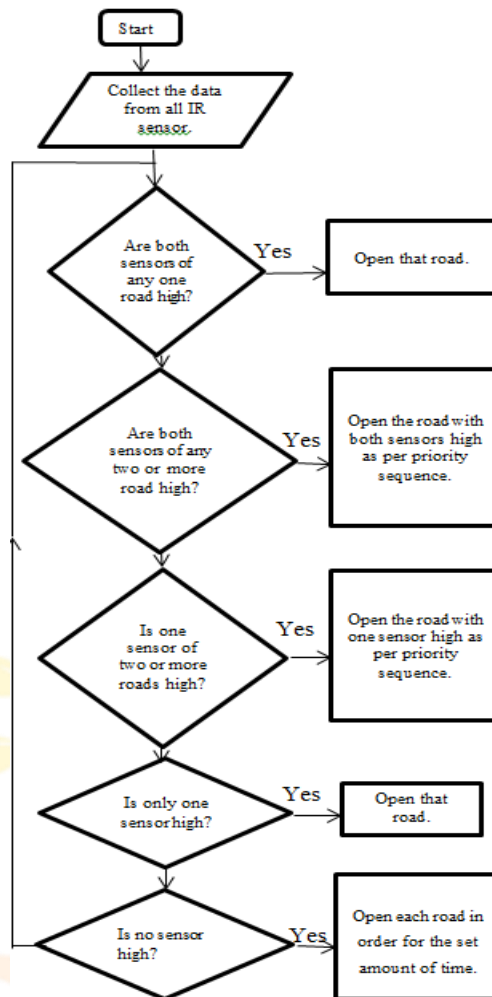 Start
Collect the data
from all IR
sensor.
Are both
sensors of
any one
road high?
Yes
Open that road.
Are both
sensors of any
two or more
road high?
Yes
Open the road with
both sensors high
as per priority
sequence.
Is one
sensor of
two or more
roads high?
Yes
Open the road with
one sensor high as
per priority
sequence.
Is only one
sensor high?
Yes
Open that
road.
Is no sensor
high?
Yes
Open each road in
order for the set
amount of time.